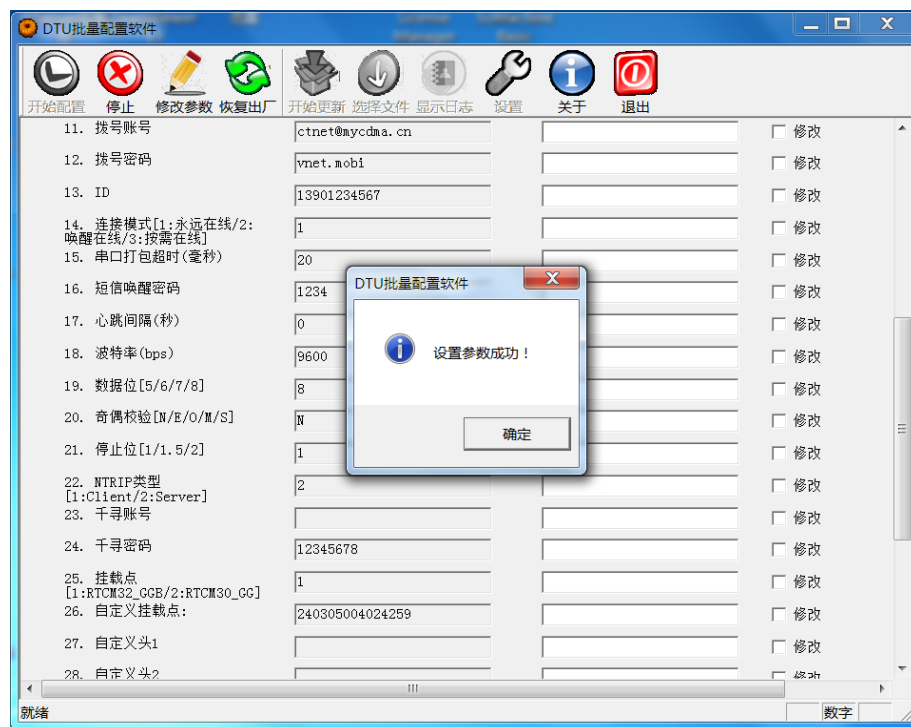 DTU批量配置软件
开始配置 停止 修改参数 恢复出厂 开始更新 选择文件 显示日志 设置 关于 退出
11. 拨号账号 ctnet@mycdma.cn 修改
12. 拨号密码 vnet.mobi 修改
13. ID 13901234567 修改
14. 连接模式[1:永远在线/2:
唤醒在线/3:按需在线] 1 修改
15. 串口打包超时(毫秒) 20 修改
16. 短信唤醒密码 1234 修改
17. 心跳间隔(秒) 0 修改
18. 波特率(bps) 9600 修改
19. 数据位[5/6/7/8] 8 修改
20. 奇偶校验[N/E/O/M/S] N 修改
21. 停止位[1/1.5/2] 1 修改
22. NTRIP类型
[1:Client/2:Server] 2 修改
23. 千寻账号 修改
24. 千寻密码 12345678 修改
25. 挂载点
[1:RTCM32_GGB/2:RTCM30_GG] 1 修改
26. 自定义挂载点: 240305004024259 修改
27. 自定义头1 修改
28. 自定义头2 修改
DTU批量配置软件
设置参数成功！
确定
就绪 数字